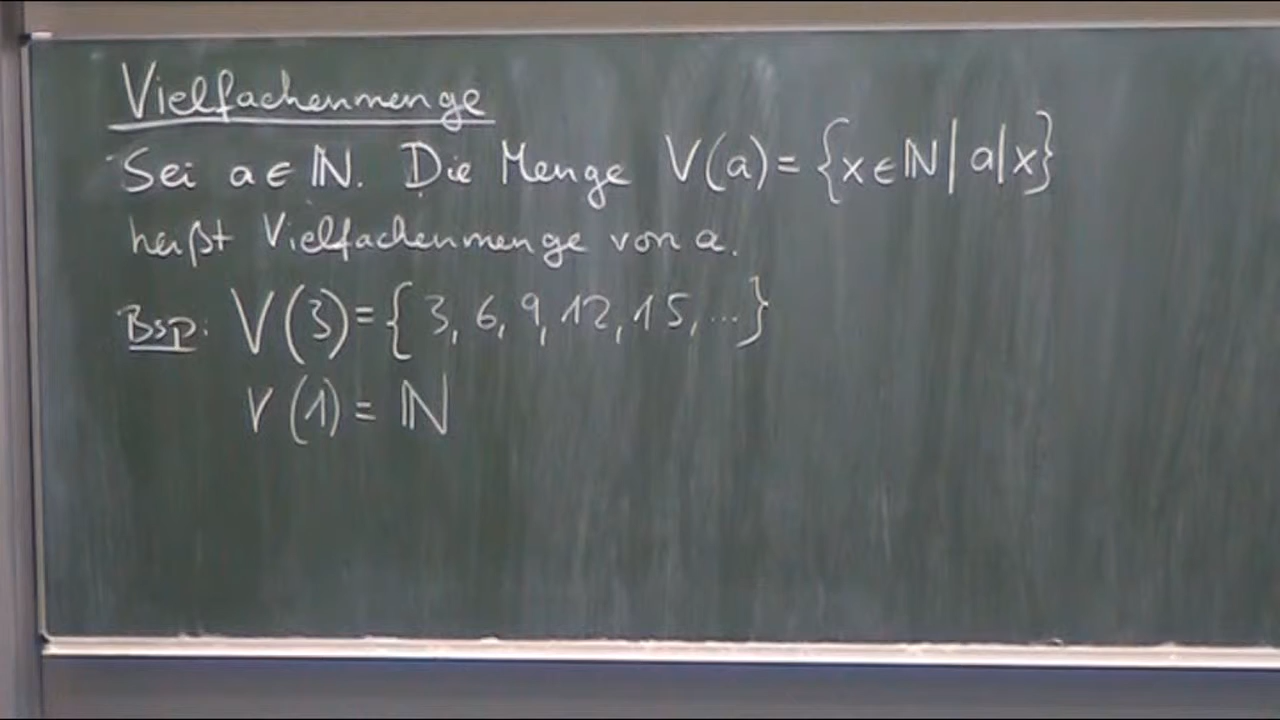 Vielfachenmenge
Sei a ∈ ℕ. Die Menge V(a) = {x ∈ ℕ | a|x}
heißt Vielfachenmenge von a.
Bsp: V(3) = { 3, 6, 9, 12, 15, ... }
V(1) = ℕ